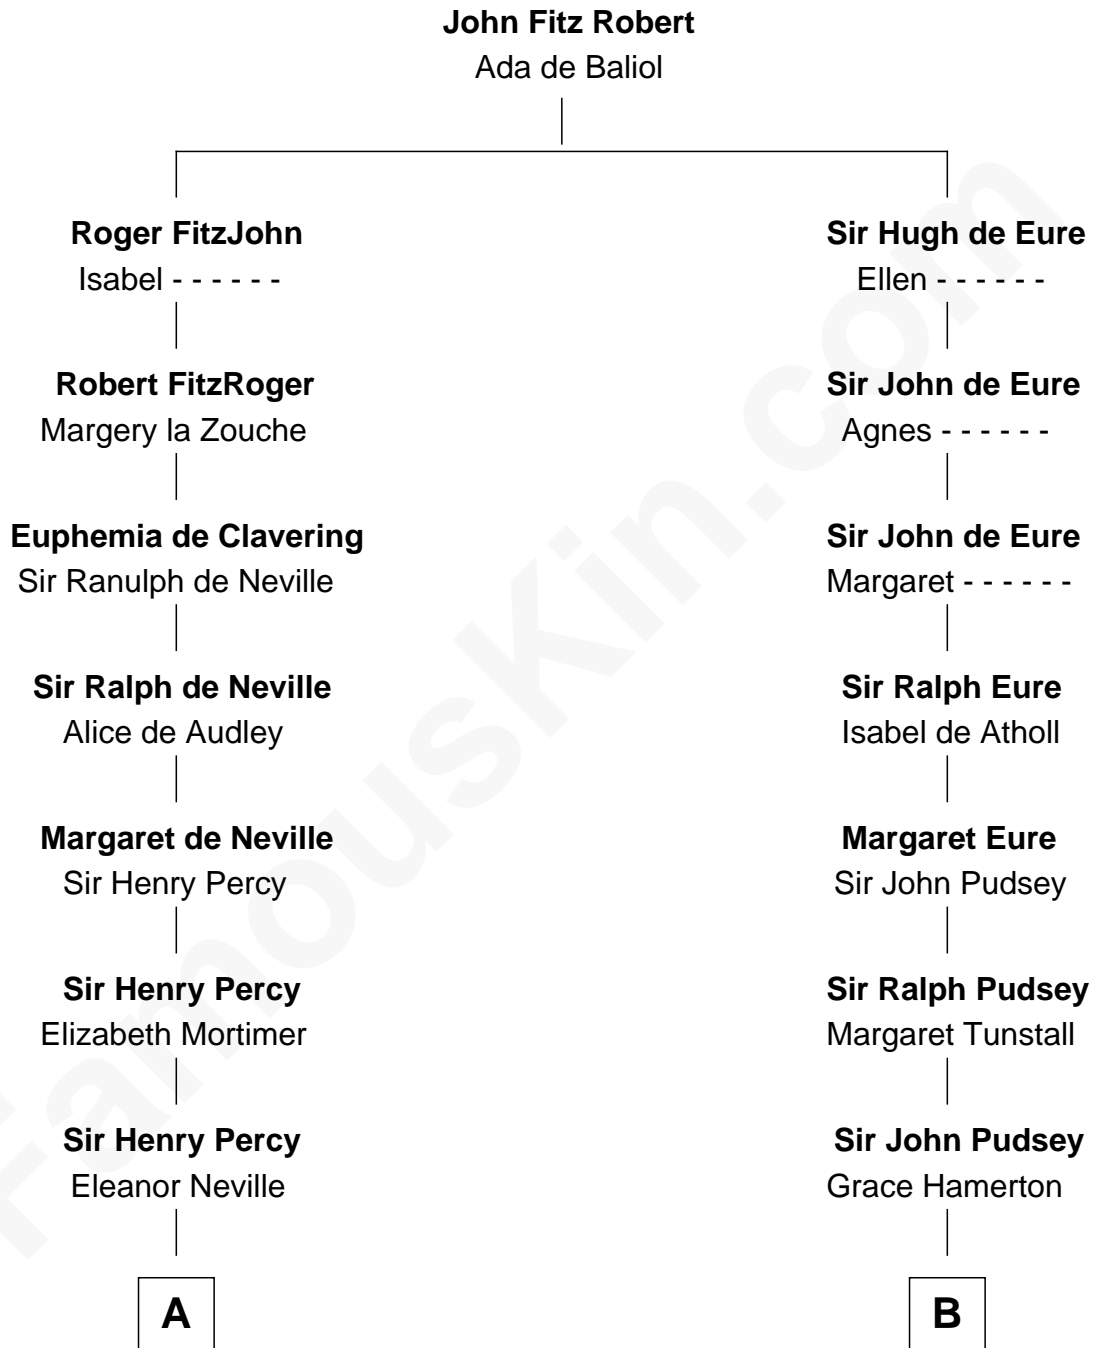 John Fitz Robert
Ada de Baliol
Roger FitzJohn
Isabel - - - - - -
Sir Hugh de Eure
Ellen - - - - - -
Robert FitzRoger
Margery la Zouche
Sir John de Eure
Agnes - - - - - -
Euphemia de Clavering
Sir Ranulph de Neville
Sir John de Eure
Margaret - - - - - -
Sir Ralph de Neville
Alice de Audley
Sir Ralph Eure
Isabel de Atholl
Margaret de Neville
Sir Henry Percy
Margaret Eure
Sir John Pudsey
Sir Henry Percy
Elizabeth Mortimer
Sir Ralph Pudsey
Margaret Tunstall
Sir Henry Percy
Eleanor Neville
Sir John Pudsey
Grace Hamerton
A
B
FamousKin.com